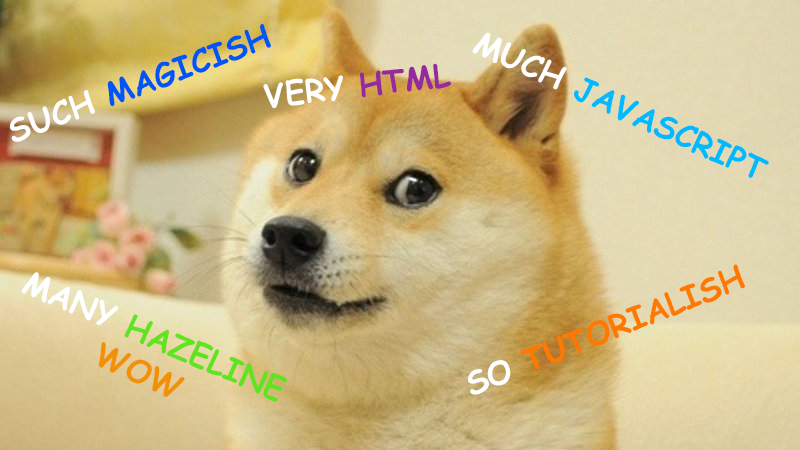 SUCH MAGICISH
VERY HTML
MUCH JAVASCRIPT
MANY HAZELINE
WOW
SO TUTORIALISH